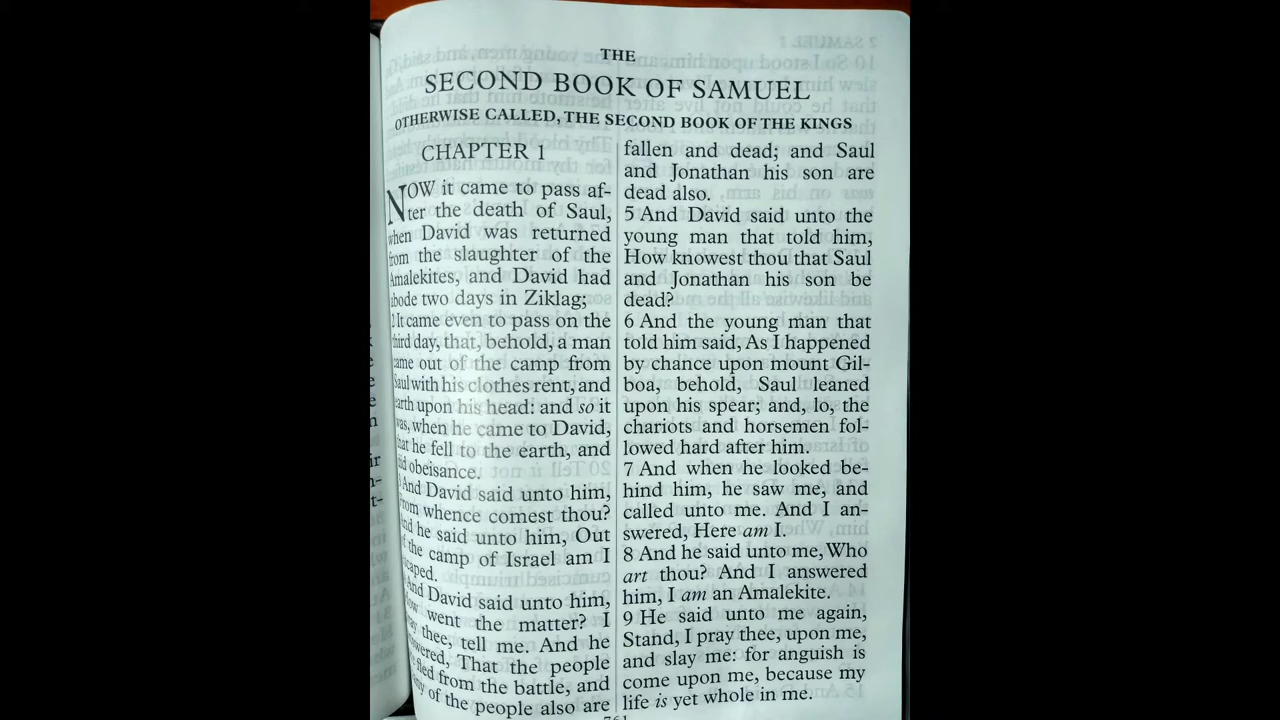 THE
SECOND BOOK OF SAMUEL
OTHERWISE CALLED, THE SECOND BOOK OF THE KINGS
CHAPTER 1
NOW it came to pass af-
ter the death of Saul,
when David was returned
from the slaughter of the
Amalekites, and David had
abode two days in Ziklag;
2 It came even to pass on the
third day, that, behold, a man
came out of the camp from
Saul with his clothes rent, and
earth upon his head: and so it
was, when he came to David,
that he fell to the earth, and
did obeisance.
And David said unto him,
From whence comest thou?
And he said unto him, Out
of the camp of Israel am I
And David said unto him,
went the matter? I
thee, tell me. And he
That the people
fled from the battle, and
of the people also are
fallen and dead; and Saul
and Jonathan his son are
dead also.
5 And David said unto the
young man that told him,
How knowest thou that Saul
and Jonathan his son be
dead?
6 And the young man that
told him said, As I happened
by chance upon mount Gil-
boa, behold, Saul leaned
upon his spear; and, lo, the
chariots and horsemen fol-
lowed hard after him.
7 And when he looked be-
hind him, he saw me, and
called unto me. And I an-
swered, Here am I.
8 And he said unto me, Who
art thou? And I answered
him, I am an Amalekite.
9 He said unto me again,
Stand, I pray thee, upon me,
and slay me: for anguish is
come upon me, because my
life is yet whole in me.